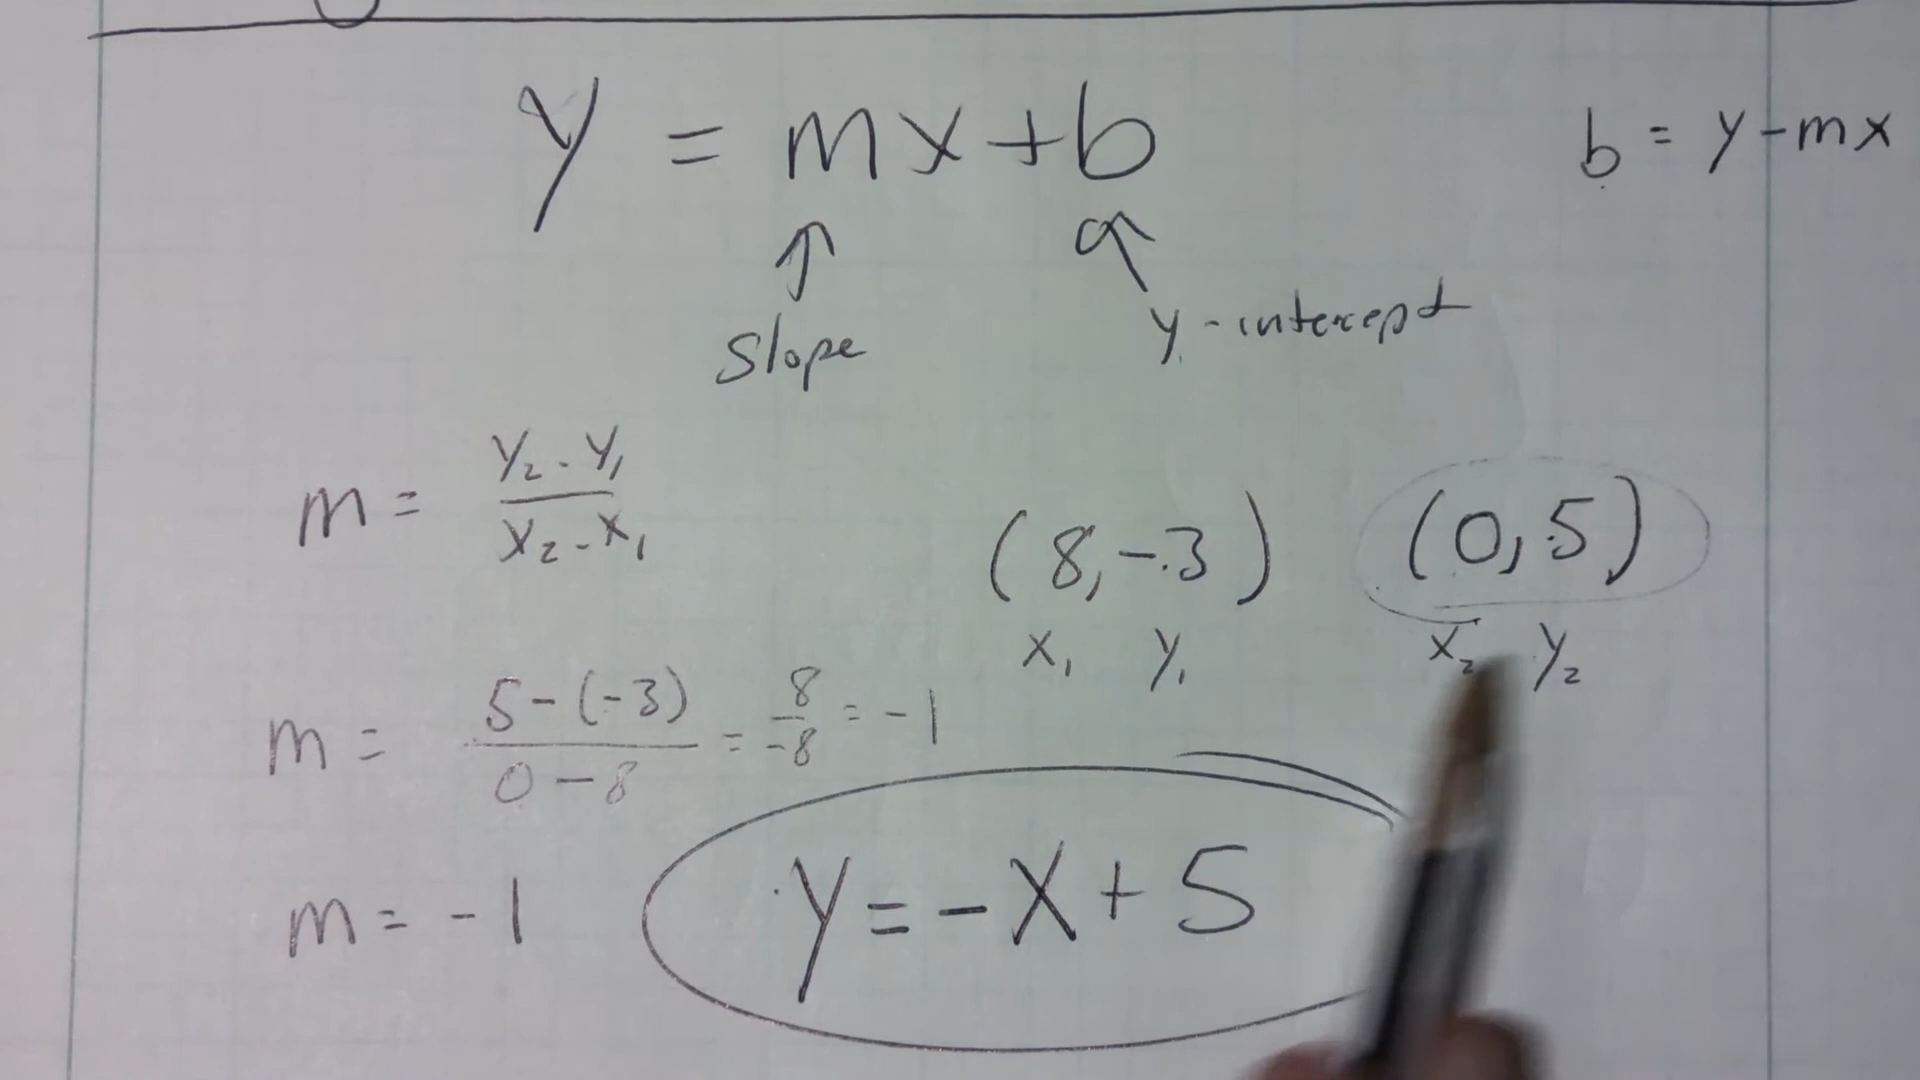 y = mx + b
b = y - mx
Slope
y-intercept
m = y₂ - y₁ / x₂ - x₁
(8, -3) (0, 5)
x₁ y₁ x₂ y₂
m = 5 - (-3) / 0 - 8 = 8 / -8 = -1
m = -1
y = -x + 5